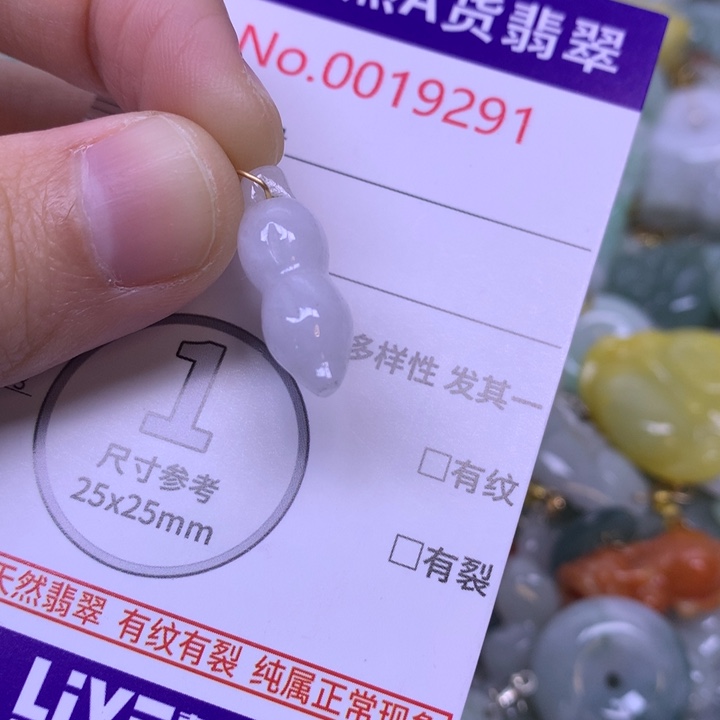 A货翡翠
No.0019291
多样性 发其一
1
尺寸参考
25x25mm
□有纹
□有裂
天然翡翠 有纹有裂 纯属正常现象
LiY